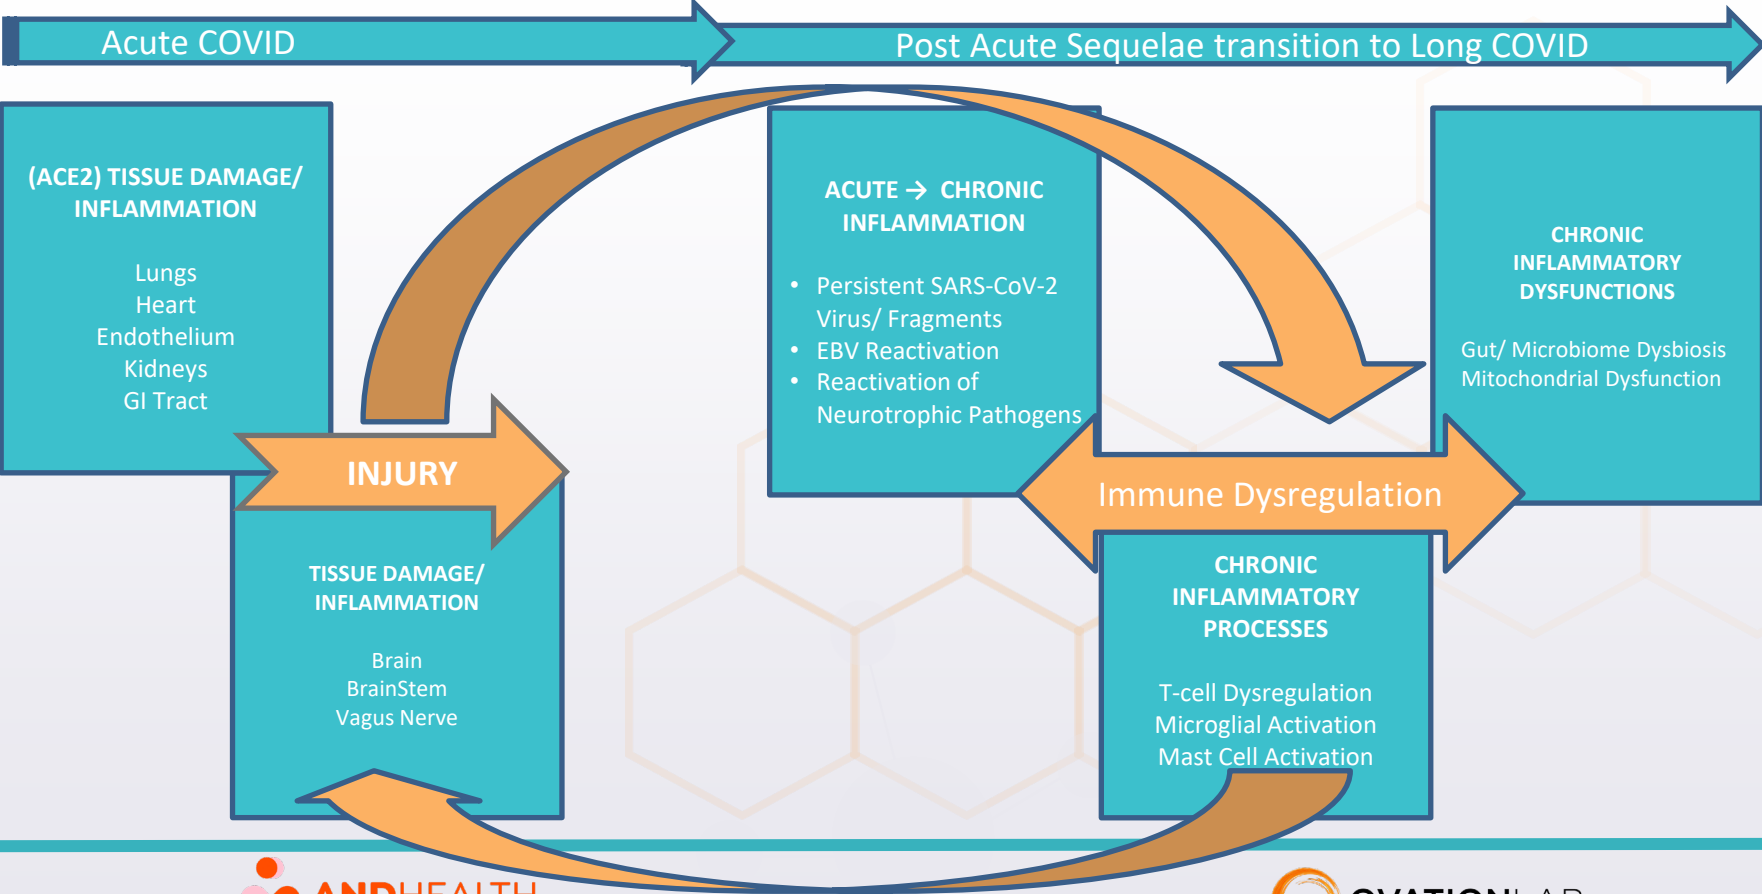 Acute COVID
Post Acute Sequelae transition to Long COVID
(ACE2) TISSUE DAMAGE/
INFLAMMATION
Lungs
Heart
Endothelium
Kidneys
GI Tract
INJURY
TISSUE DAMAGE/
INFLAMMATION
Brain
BrainStem
Vagus Nerve
ACUTE → CHRONIC
INFLAMMATION
• Persistent SARS-CoV-2
Virus/ Fragments
• EBV Reactivation
• Reactivation of
Neurotrophic Pathogens
CHRONIC
INFLAMMATORY
DYSFUNCTIONS
Gut/ Microbiome Dysbiosis
Mitochondrial Dysfunction
Immune Dysregulation
CHRONIC
INFLAMMATORY
PROCESSES
T-cell Dysregulation
Microglial Activation
Mast Cell Activation
ANDHEALTH
OVATIONLAB